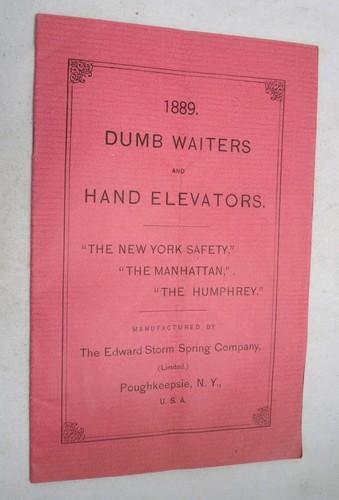 1889.
DUMB WAITERS
AND
HAND ELEVATORS.
"THE NEW YORK SAFETY,"
"THE MANHATTAN,"
"THE HUMPHREY."
MANUFACTURED BY
The Edward Storm Spring Company,
(Limited,)
Poughkeepsie, N. Y.,
U. S. A.